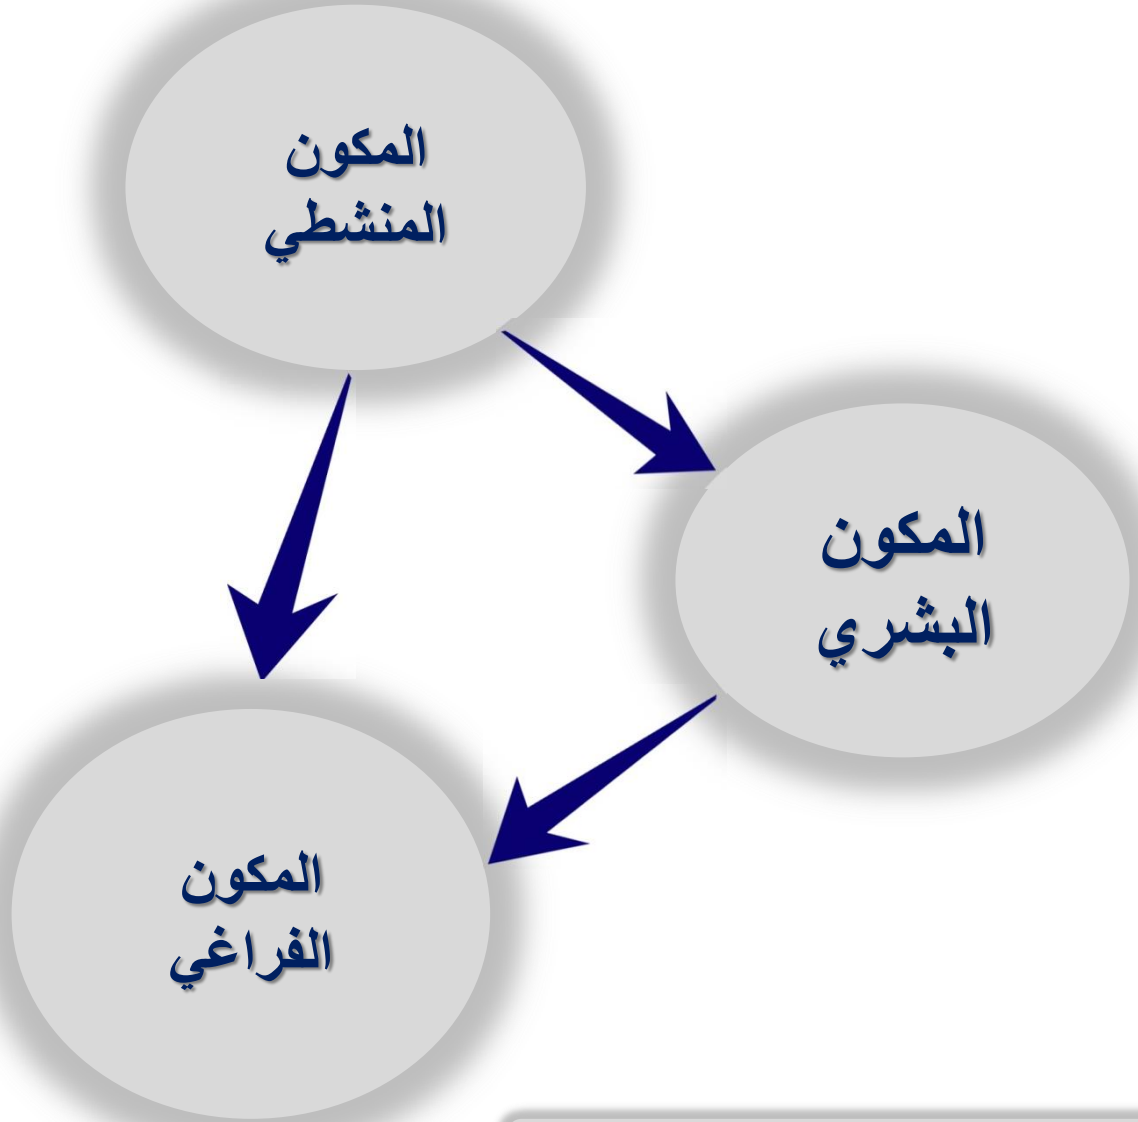 المكون
المنشطي
المكون
البشري
المكون
الفراغي